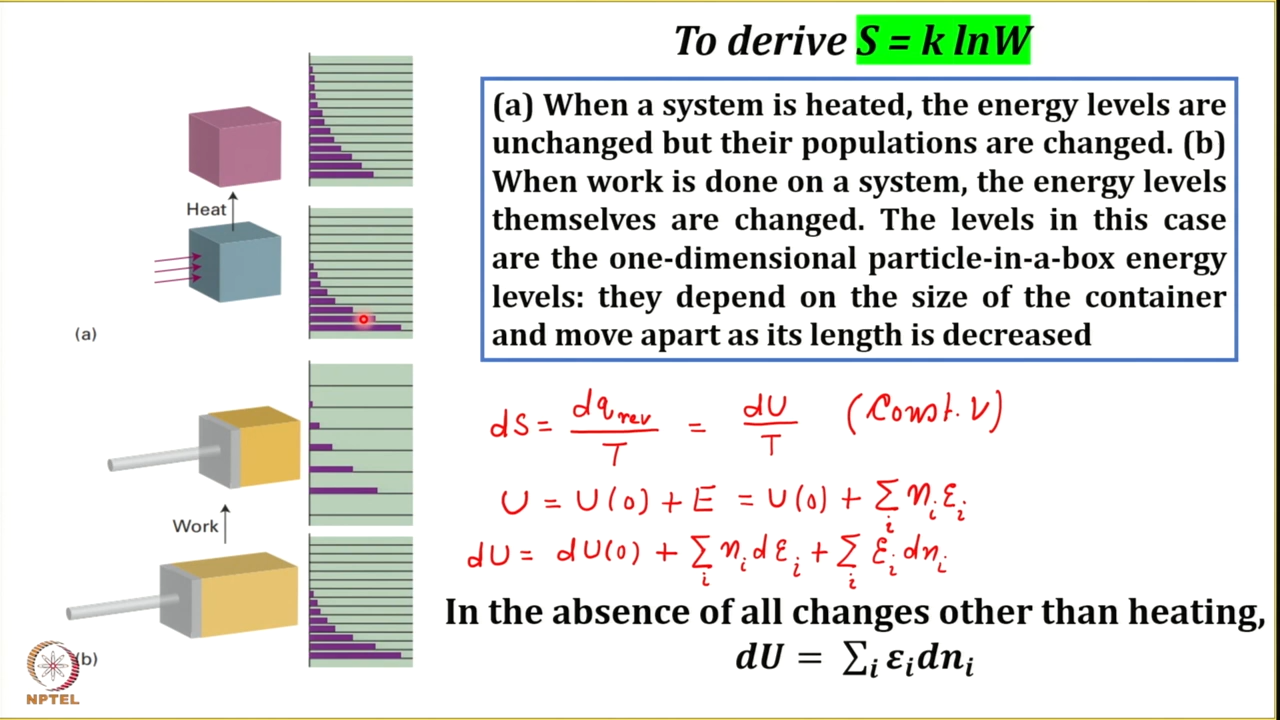 To derive S = k lnW
(a) When a system is heated, the energy levels are
unchanged but their populations are changed. (b)
When work is done on a system, the energy levels
themselves are changed. The levels in this case
are the one-dimensional particle-in-a-box energy
levels: they depend on the size of the container
and move apart as its length is decreased
Heat
(a)
Work
(b)
dS = dq_rev/T = dU/T (Const. V)
U = U(0) + E = U(0) + Σ_i n_i ε_i
dU = dU(0) + Σ_i n_i dε_i + Σ_i ε_i dn_i
In the absence of all changes other than heating,
dU = Σ_i ε_i dn_i
NPTEL